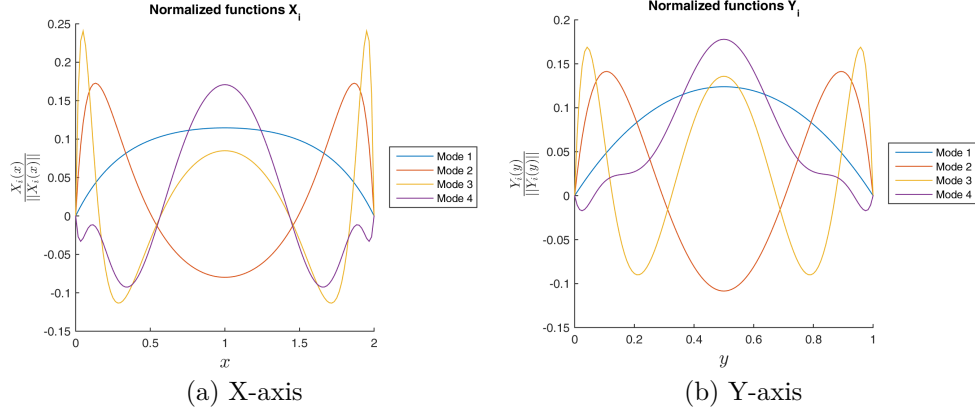 Normalized functions X_i
0.25
0.2
0.15
0.1
0.05
0
-0.05
-0.1
-0.15
X_i(x)
||X_i(x)||
0
0.5
1
1.5
2
x
Mode 1
Mode 2
Mode 3
Mode 4
(a) X-axis
Normalized functions Y_i
0.2
0.15
0.1
0.05
0
-0.05
-0.1
-0.15
Y_i(y)
||Y_i(y)||
0
0.2
0.4
0.6
0.8
1
y
Mode 1
Mode 2
Mode 3
Mode 4
(b) Y-axis